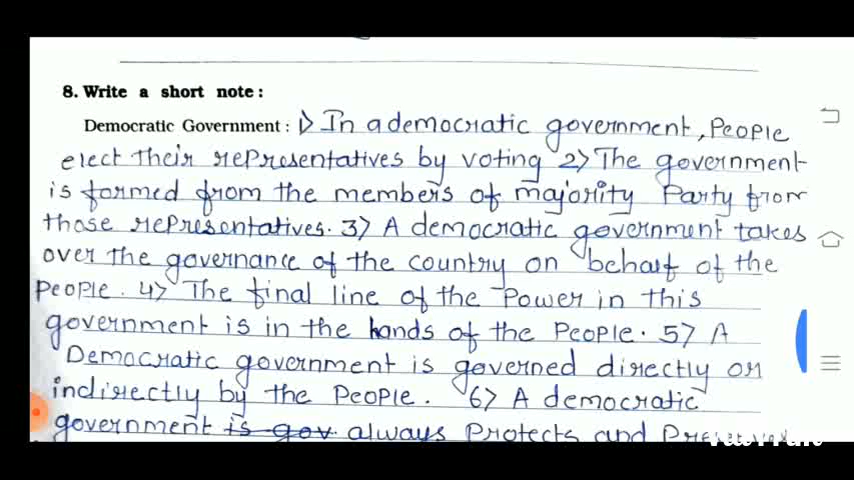 8. Write a short note :
Democratic Government : 1) In a democratic government, People
elect their representatives by voting 2) The government
is formed from the members of majority Party from
those representatives. 3) A democratic government takes
over the governance of the country on behalf of the
People. 4) The final line of the Power in this
government is in the hands of the People. 5) A
Democratic government is governed directly or
indirectly by the People. 6) A democratic
government is gov. always Protects and